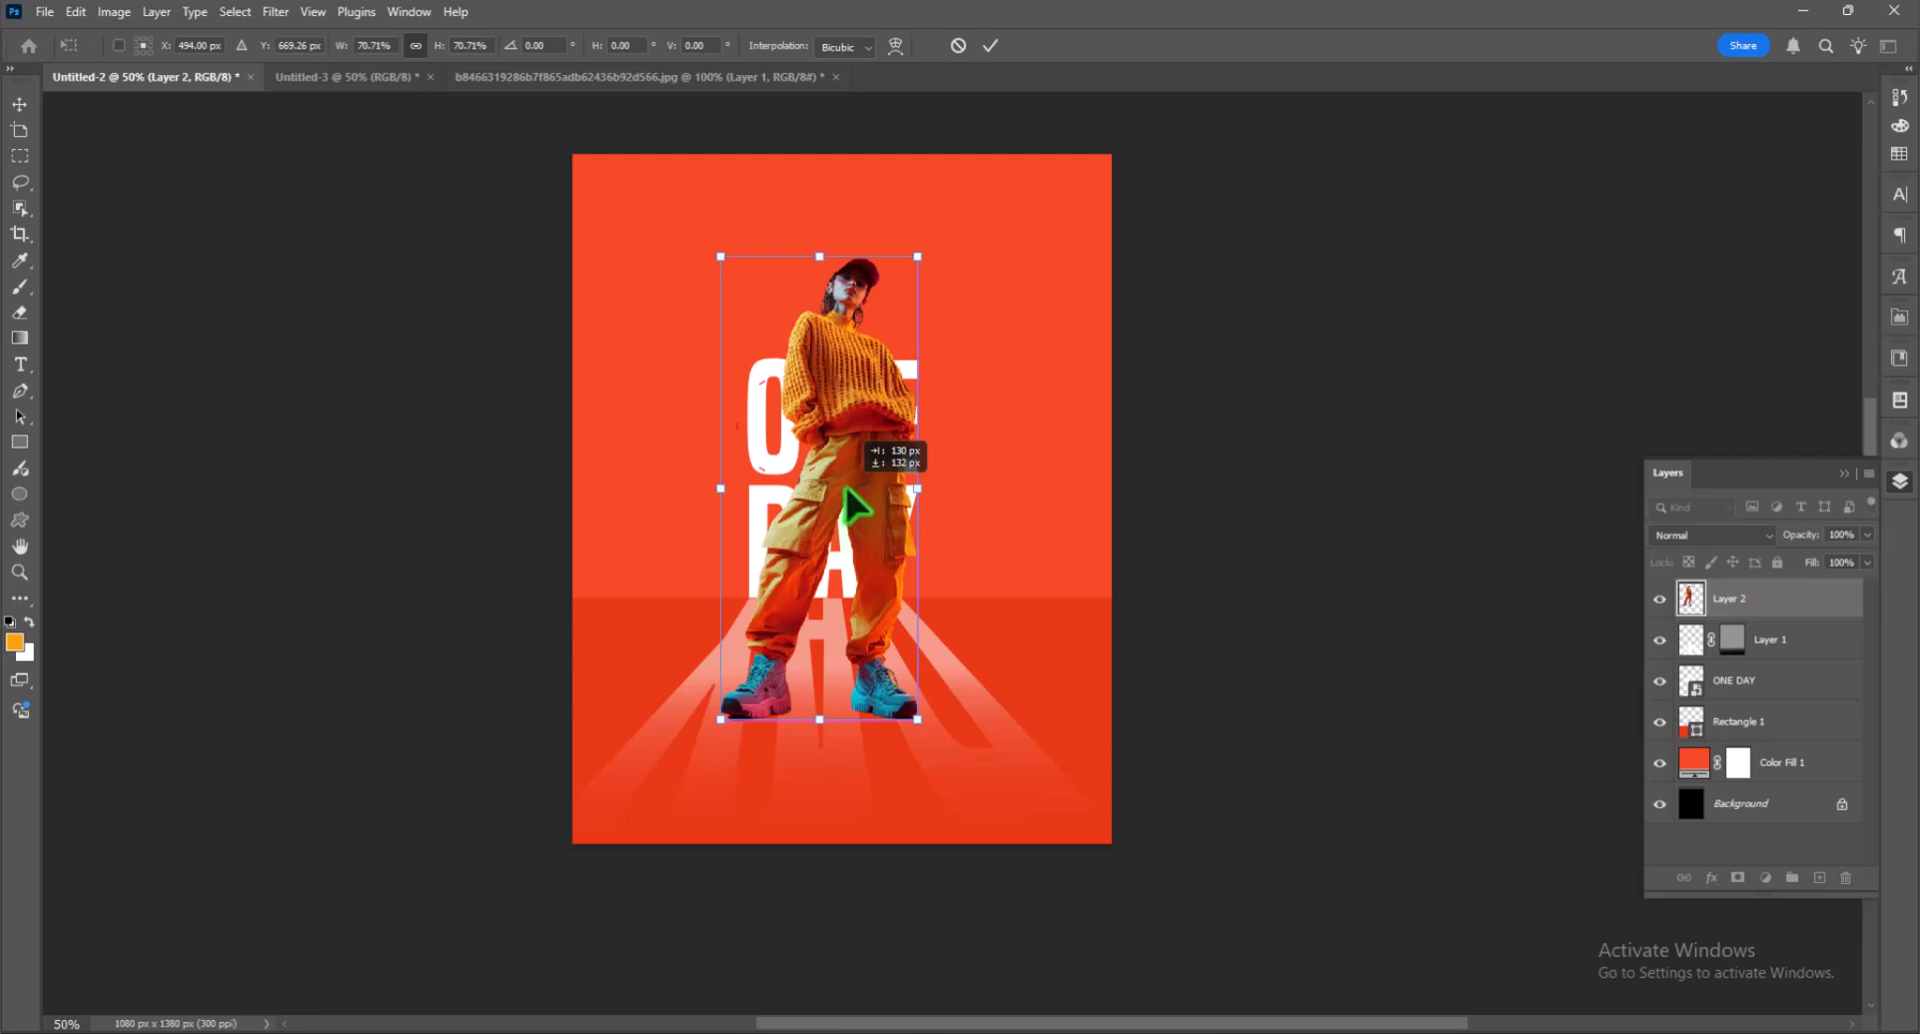 Ps File Edit Image Layer Type Select Filter View Plugins Window Help
X: 494.00 px Y: 669.26 px W: 70.71% H: 70.71% 0.00 ° H: 0.00 ° V: 0.00 ° Interpolation: Bicubic Share
Untitled-2 @ 50% (Layer 2, RGB/8) * × Untitled-3 @ 50% (RGB/8) * × b8466319286b7f865adb62436b92d566.jpg @ 100% (Layer 1, RGB/8#) * ×
130 px
132 px
Layers
Kind
Normal Opacity: 100%
Lock: Fill: 100%
Layer 2
Layer 1
ONE DAY
Rectangle 1
Color Fill 1
Background
Activate Windows
Go to Settings to activate Windows.
50% 1080 px x 1380 px (300 ppi)